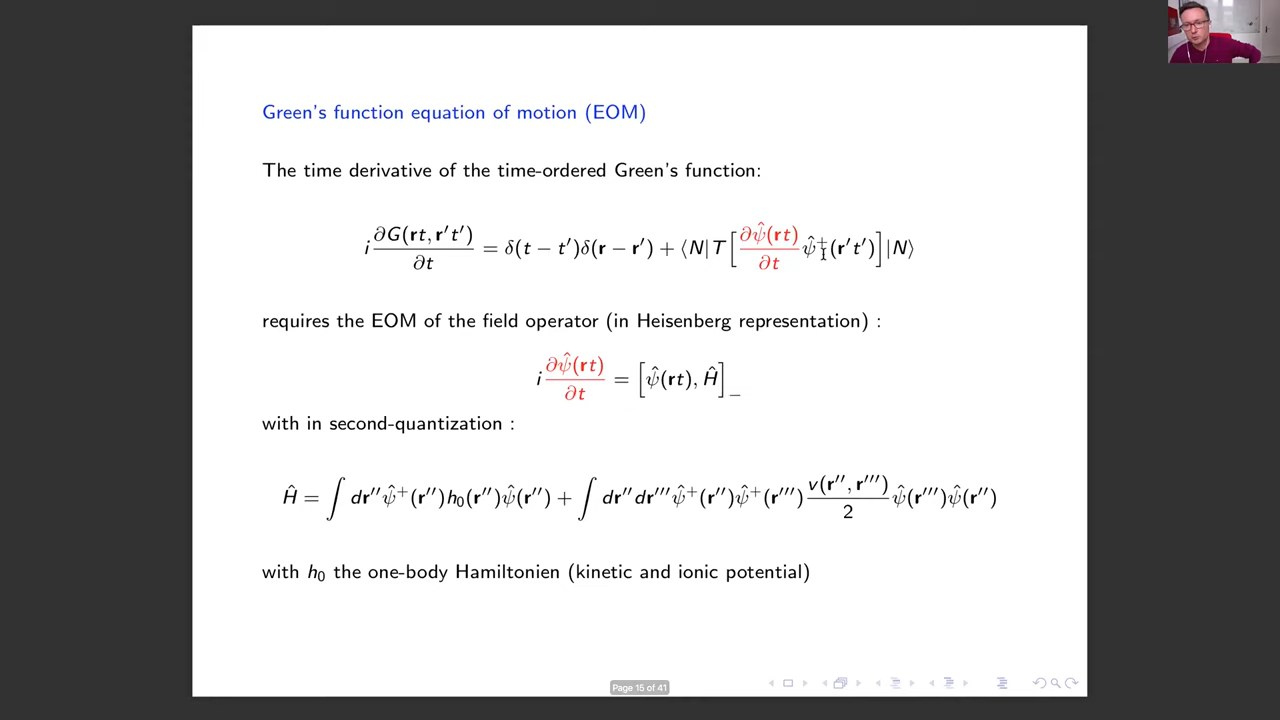 Green's function equation of motion (EOM)
The time derivative of the time-ordered Green's function:
i ∂G(rt, r′t′)/∂t = δ(t − t′)δ(r − r′) + ⟨N|T[∂ψ̂(rt)/∂t ψ̂⁺(r′t′)]|N⟩
requires the EOM of the field operator (in Heisenberg representation) :
i ∂ψ̂(rt)/∂t = [ψ̂(rt), Ĥ]₋
with in second-quantization :
Ĥ = ∫ dr″ψ̂⁺(r″)h₀(r″)ψ̂(r″) + ∫ dr″dr‴ψ̂⁺(r″)ψ̂⁺(r‴) v(r″, r‴)/2 ψ̂(r‴)ψ̂(r″)
with h₀ the one-body Hamiltonien (kinetic and ionic potential)
Page 15 of 41